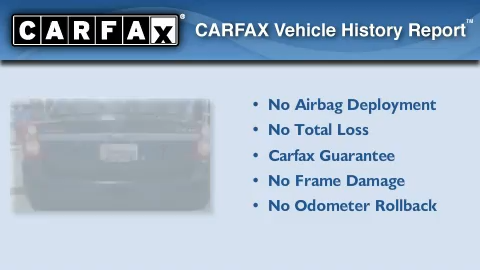 CARFAX® CARFAX Vehicle History Report™
• No Airbag Deployment
• No Total Loss
• Carfax Guarantee
• No Frame Damage
• No Odometer Rollback